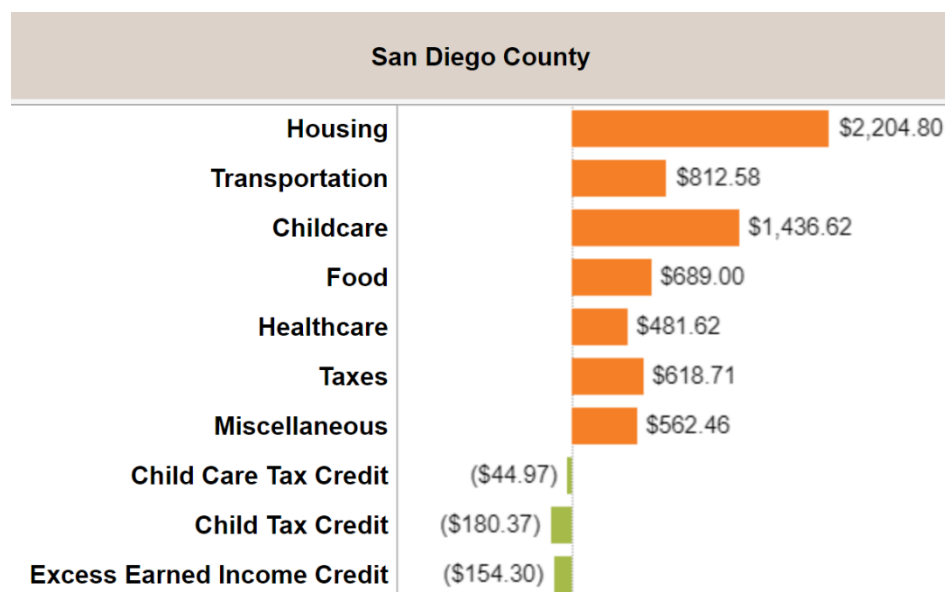 San Diego County
Housing $2,204.80
Transportation $812.58
Childcare $1,436.62
Food $689.00
Healthcare $481.62
Taxes $618.71
Miscellaneous $562.46
Child Care Tax Credit ($44.97)
Child Tax Credit ($180.37)
Excess Earned Income Credit ($154.30)